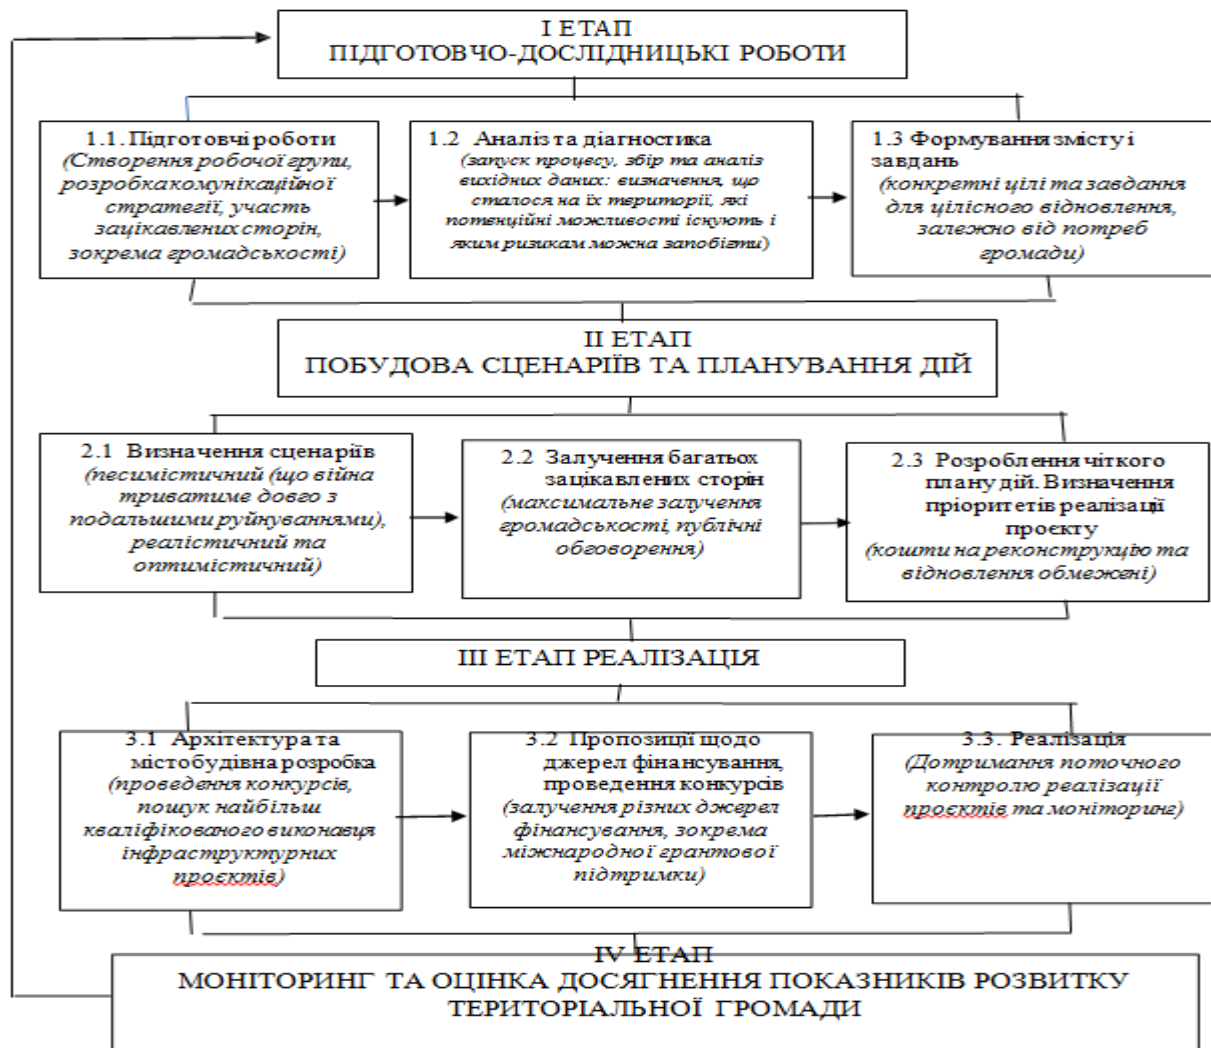 І ЕТАП
ПІДГОТОВЧО-ДОСЛІДНИЦЬКІ РОБОТИ
1.1. Підготовчі роботи
(Створення робочої групи,
розробка комунікаційної
стратегії, участь
зацікавлених сторін,
зокрема громадськості)
1.2 Аналіз та діагностика
(запуск процесу, збір та аналіз
вихідних даних: визначення, що
сталося на їх території, які
потенційні можливості існують і
яким ризикам можна запобігти)
1.3 Формування змісту і
завдань
(конкретні цілі та завдання
для цілісного відновлення,
залежно від потреб
громади)
ІІ ЕТАП
ПОБУДОВА СЦЕНАРІЇВ ТА ПЛАНУВАННЯ ДІЙ
2.1 Визначення сценаріїв
(песимістичний (що війна
триватиме довго з
подальшими руйнуваннями),
реалістичний та
оптимістичний)
2.2 Залучення багатьох
зацікавлених сторін
(максимальне залучення
громадськості, публічні
обговорення)
2.3 Розроблення чіткого
плану дій. Визначення
пріоритетів реалізації
проєкту
(кошти на реконструкцію та
відновлення обмежені)
ІІІ ЕТАП РЕАЛІЗАЦІЯ
3.1 Архітектура та
містобудівна розробка
(проведення конкурсів,
пошук найбільш
кваліфікованого виконавця
інфраструктурних
проєктів)
3.2 Пропозиції щодо
джерел фінансування,
проведення конкурсів
(залучення різних джерел
фінансування, зокрема
міжнародної грантової
підтримки)
3.3. Реалізація
(Дотримання поточного
контролю реалізації
проєктів та моніторинг)
IV ЕТАП
МОНІТОРИНГ ТА ОЦІНКА ДОСЯГНЕННЯ ПОКАЗНИКІВ РОЗВИТКУ
ТЕРИТОРІАЛЬНОЇ ГРОМАДИ